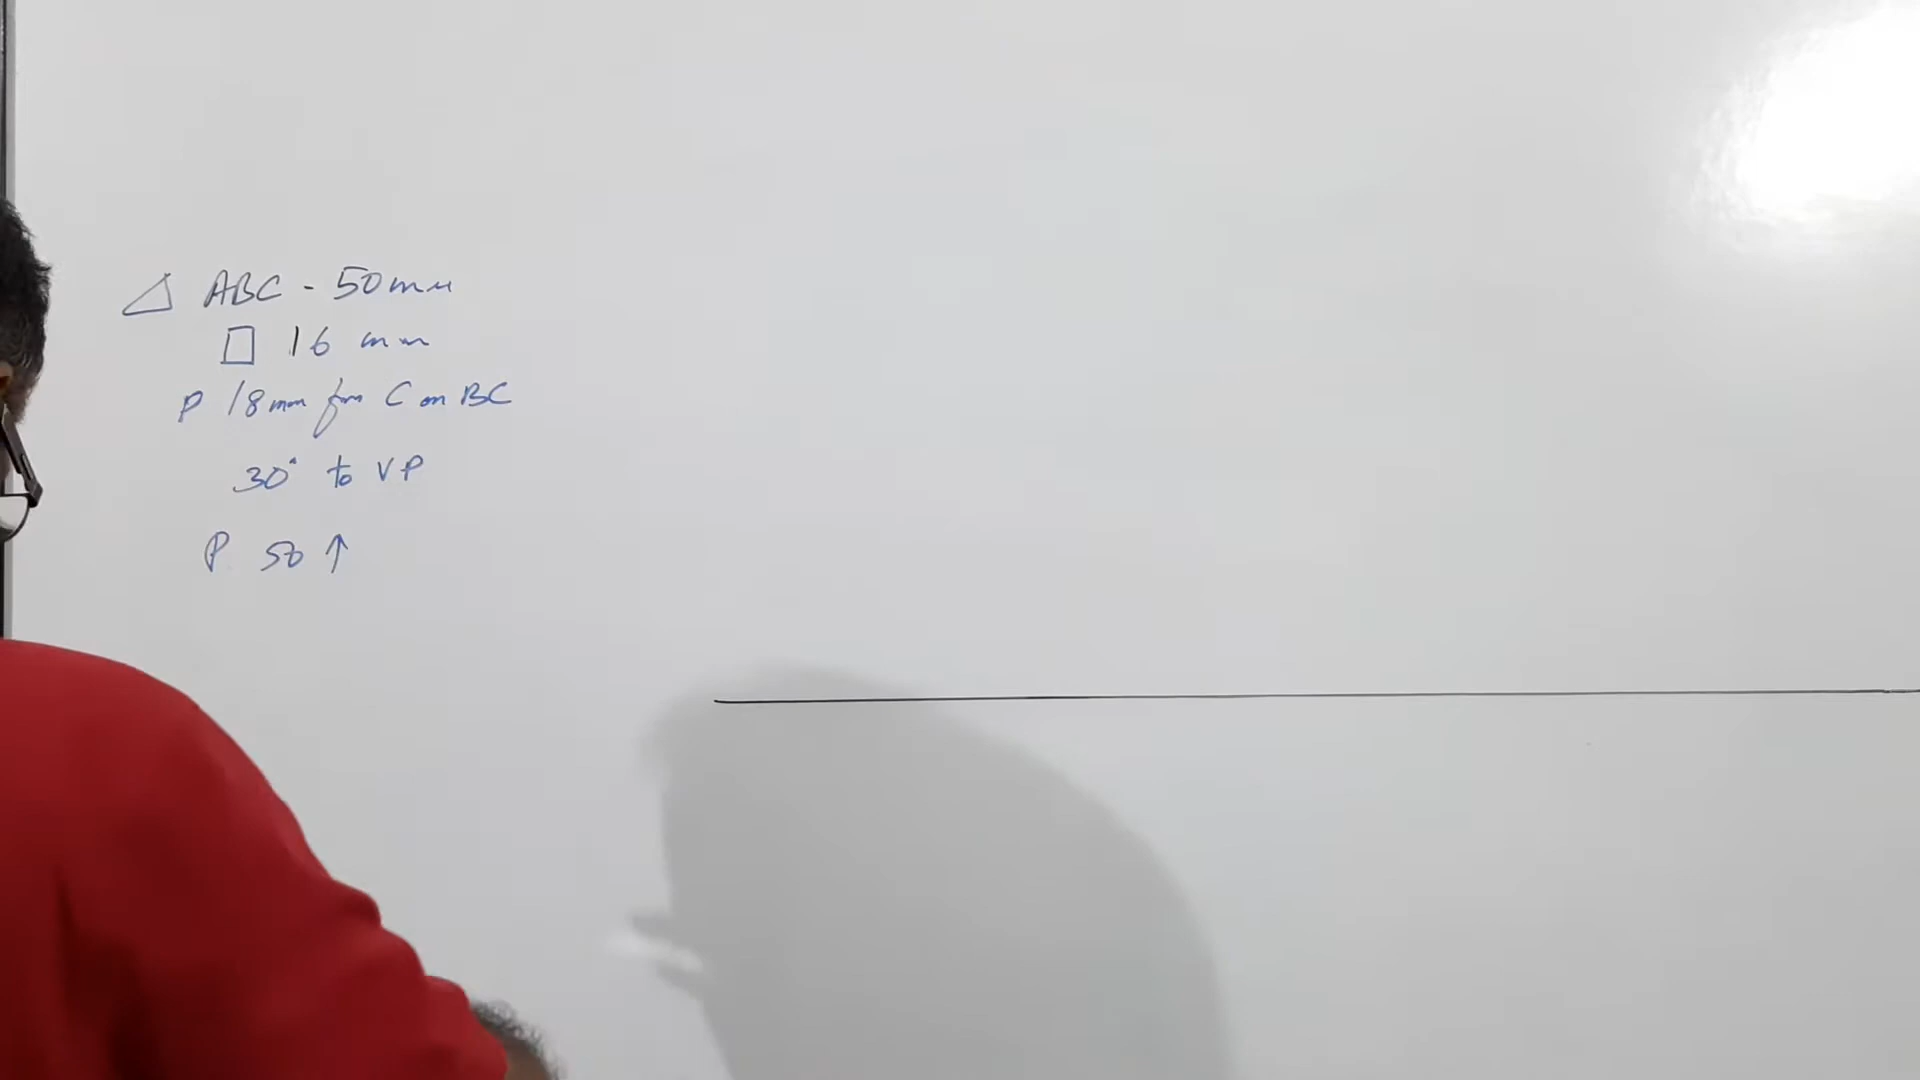 △ ABC - 50mm
□ 16 mm
P 18mm from C on BC
30° to VP
P 50 ↑